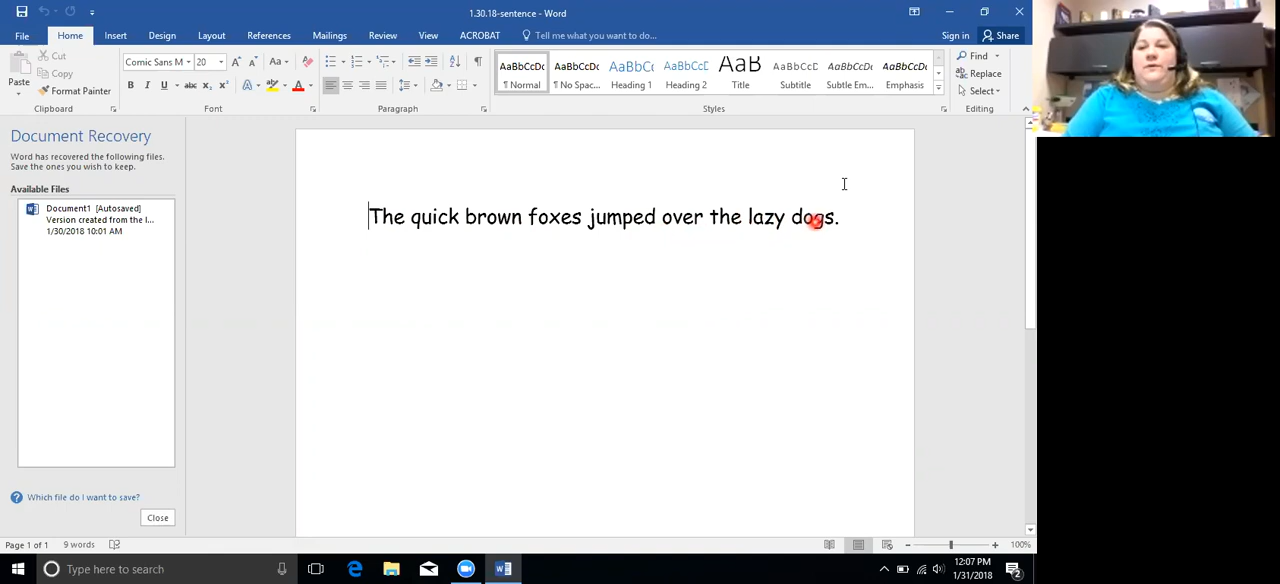 1.30.18-sentence - Word
File Home Insert Design Layout References Mailings Review View ACROBAT Tell me what you want to do... Sign in Share
Paste Cut Copy Format Painter
Clipboard
Comic Sans M 20
Font
Paragraph
AaBbCcDc AaBbCcDc AaBbCc AaBbCcD AaB AaBbCcD AaBbCcDc AaBbCcDc
¶ Normal ¶ No Spac... Heading 1 Heading 2 Title Subtitle Subtle Em... Emphasis
Styles
Find
Replace
Select
Editing
Document Recovery
Word has recovered the following files.
Save the ones you wish to keep.
Available Files
Document1 [Autosaved]
Version created from the l...
1/30/2018 10:01 AM
Which file do I want to save?
Close
The quick brown foxes jumped over the lazy dogs.
Page 1 of 1 9 words 100%
Type here to search
12:07 PM
1/31/2018
2